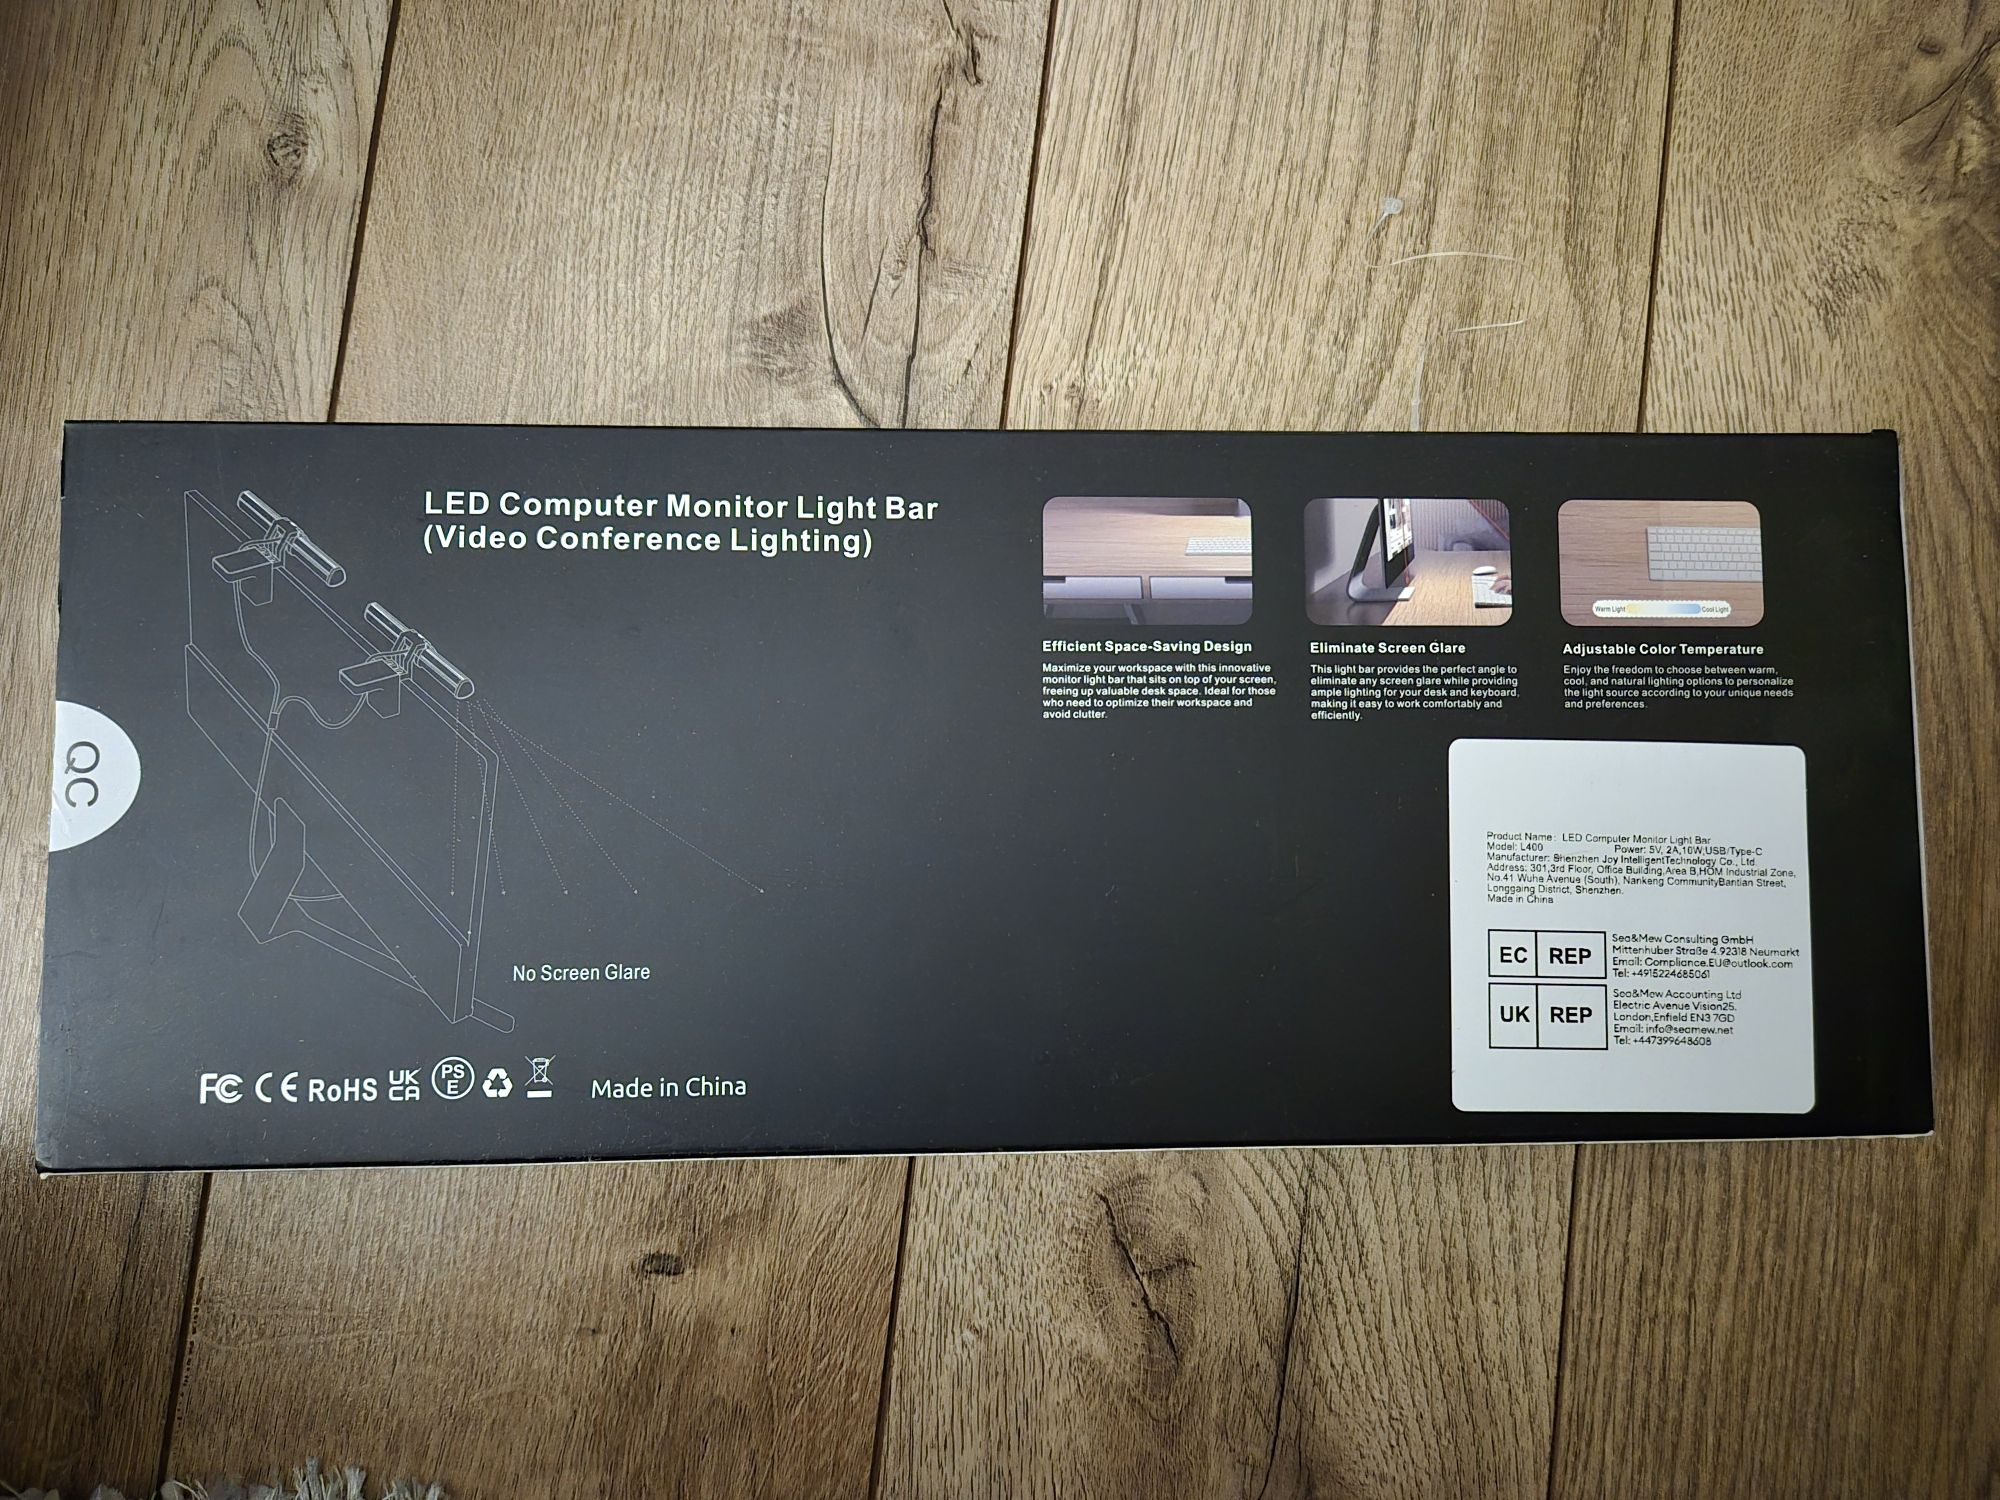 LED Computer Monitor Light Bar
(Video Conference Lighting)
QC
No Screen Glare
FC CE RoHS UK CA PS E
Made in China
Efficient Space-Saving Design
Maximize your workspace with this innovative
monitor light bar that sits on top of your screen,
freeing up valuable desk space. Ideal for those
who need to optimize their workspace and
avoid clutter.
Eliminate Screen Glare
This light bar provides the perfect angle to
eliminate any screen glare while providing
ample lighting for your desk and keyboard,
making it easy to work comfortably and
efficiently.
Warm Light Cool Light
Adjustable Color Temperature
Enjoy the freedom to choose between warm,
cool, and natural lighting options to personalize
the light source according to your unique needs
and preferences.
Product Name: LED Computer Monitor Light Bar
Model: L400 Power: 5V, 2A,10W,USB/Type-C
Manufacturer: Shenzhen Joy IntelligentTechnology Co., Ltd.
Address: 301,3rd Floor, Office Building,Area B,HOM Industrial Zone,
No.41 Wuhe Avenue (South), Nankeng CommunityBantian Street,
Longgaing District, Shenzhen.
Made in China
EC REP
Sea&Mew Consulting GmbH
Mittenhuber Straße 4.92318 Neumarkt
Email: Compliance.EU@outlook.com
Tel: +4915224685061
UK REP
Sea&Mew Accounting Ltd
Electric Avenue Vision25,
London,Enfield EN3 7GD
Email: info@seamew.net
Tel: +447399648608